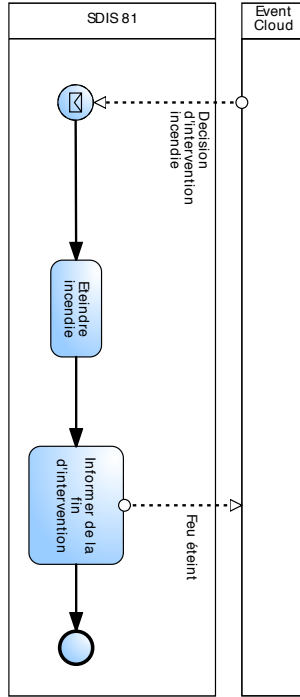 SDIS 81
Event
Cloud
Decision
d'intervention
incendie
Eteindre
incendie
Informer de la
fin
d'intervention
Feu éteint